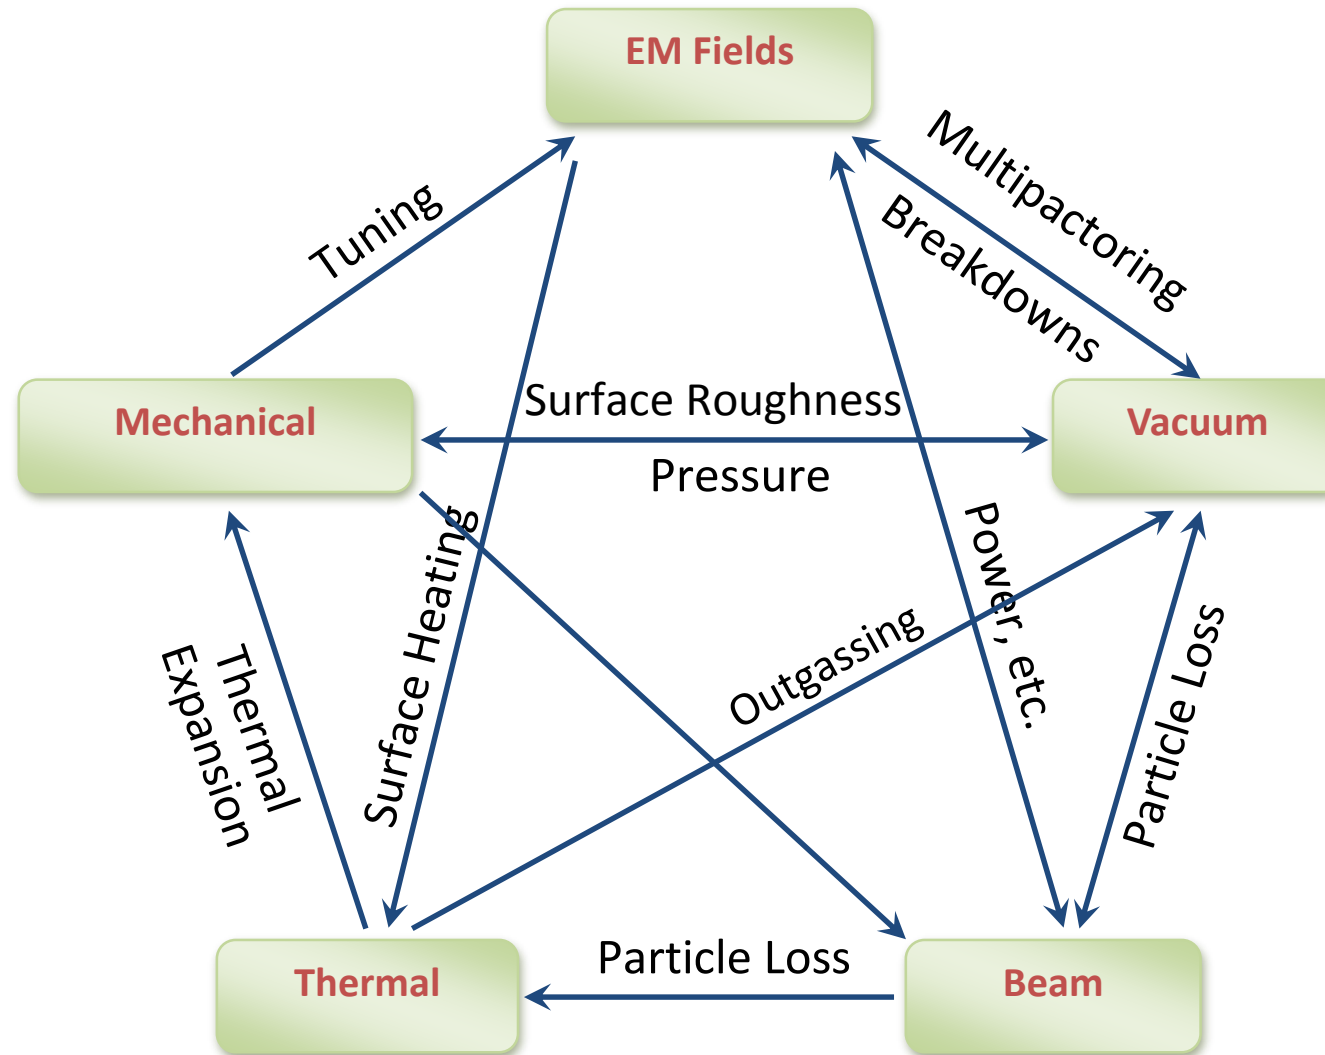 EM Fields
Multipactoring
Breakdowns
Tuning
Surface Roughness
Mechanical
Vacuum
Pressure
Surface Heating
Power, etc.
Outgassing
Particle Loss
Thermal
Expansion
Particle Loss
Thermal
Beam